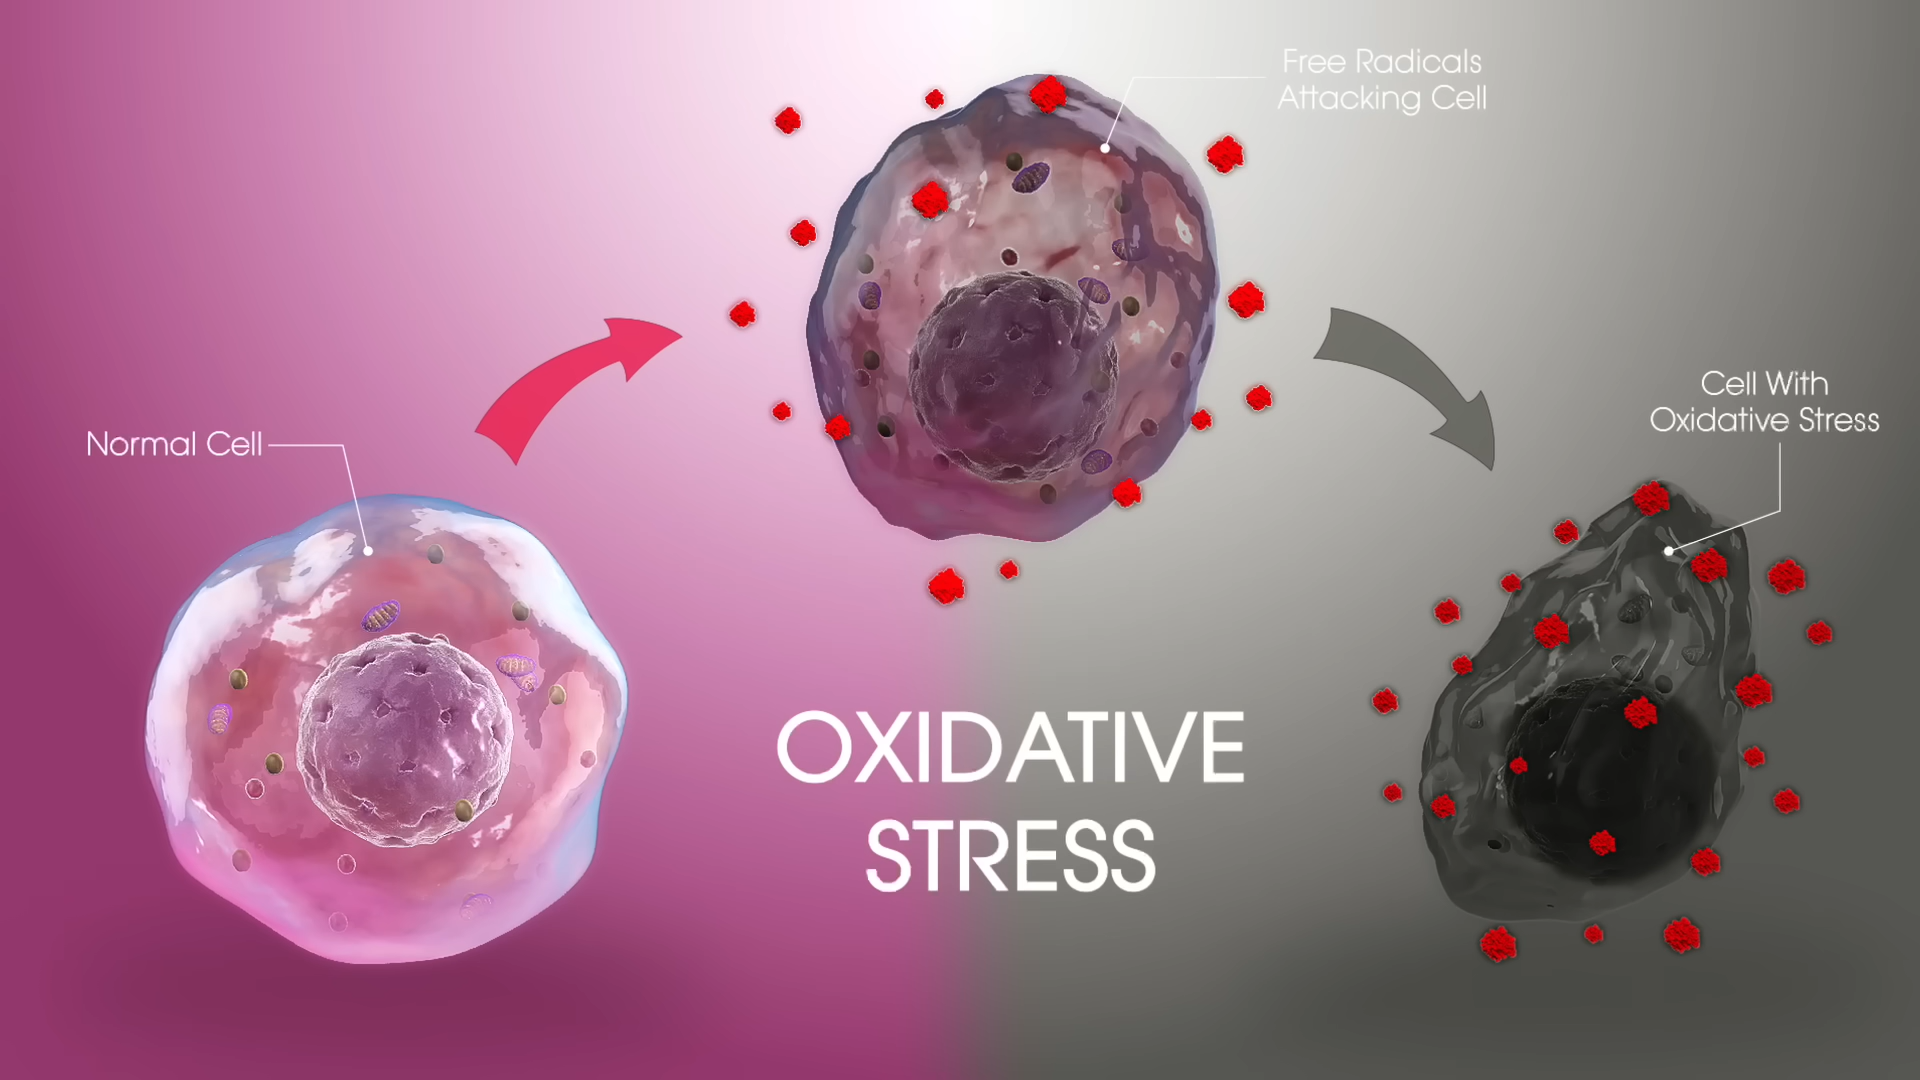 Free Radicals
Attacking Cell
Cell With
Oxidative Stress
Normal Cell
OXIDATIVE
STRESS